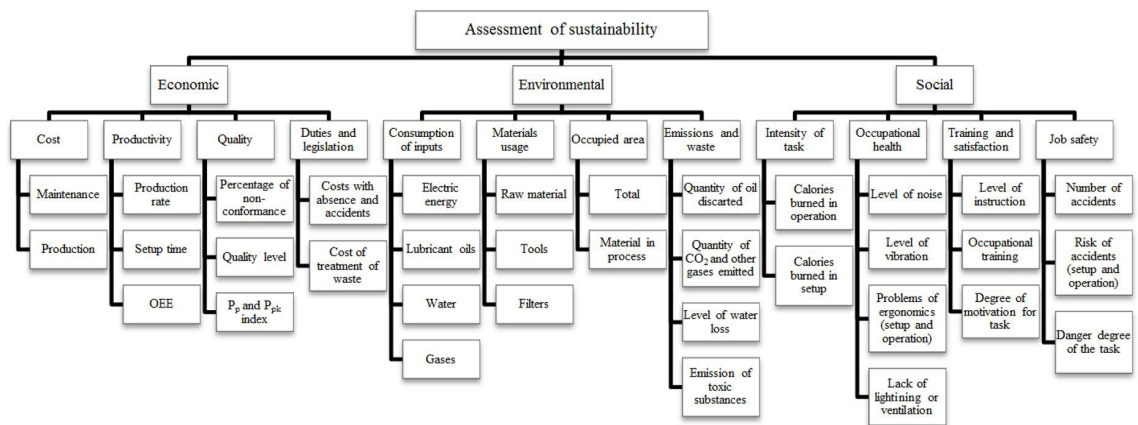 Assessment of sustainability
Economic
Environmental
Social
Cost
Productivity
Quality
Duties and
legislation
Consumption
of inputs
Materials
usage
Occupied area
Emissions and
waste
Intensity of
task
Occupational
health
Training and
satisfaction
Job safety
Maintenance
Production
Production
rate
Setup time
OEE
Percentage of
non-
conformance
Quality level
Pp and Ppk
index
Costs with
absence and
accidents
Cost of
treatment of
waste
Electric
energy
Lubricant oils
Water
Gases
Raw material
Tools
Filters
Total
Material in
process
Quantity of oil
discarted
Quantity of
CO2 and other
gases emitted
Level of water
loss
Emission of
toxic
substances
Calories
burned in
operation
Calories
burned in
setup
Level of noise
Level of
vibration
Problems of
ergonomics
(setup and
operation)
Lack of
lightining or
ventilation
Level of
instruction
Occupational
training
Degree of
motivation for
task
Number of
accidents
Risk of
accidents
(setup and
operation)
Danger degree
of the task